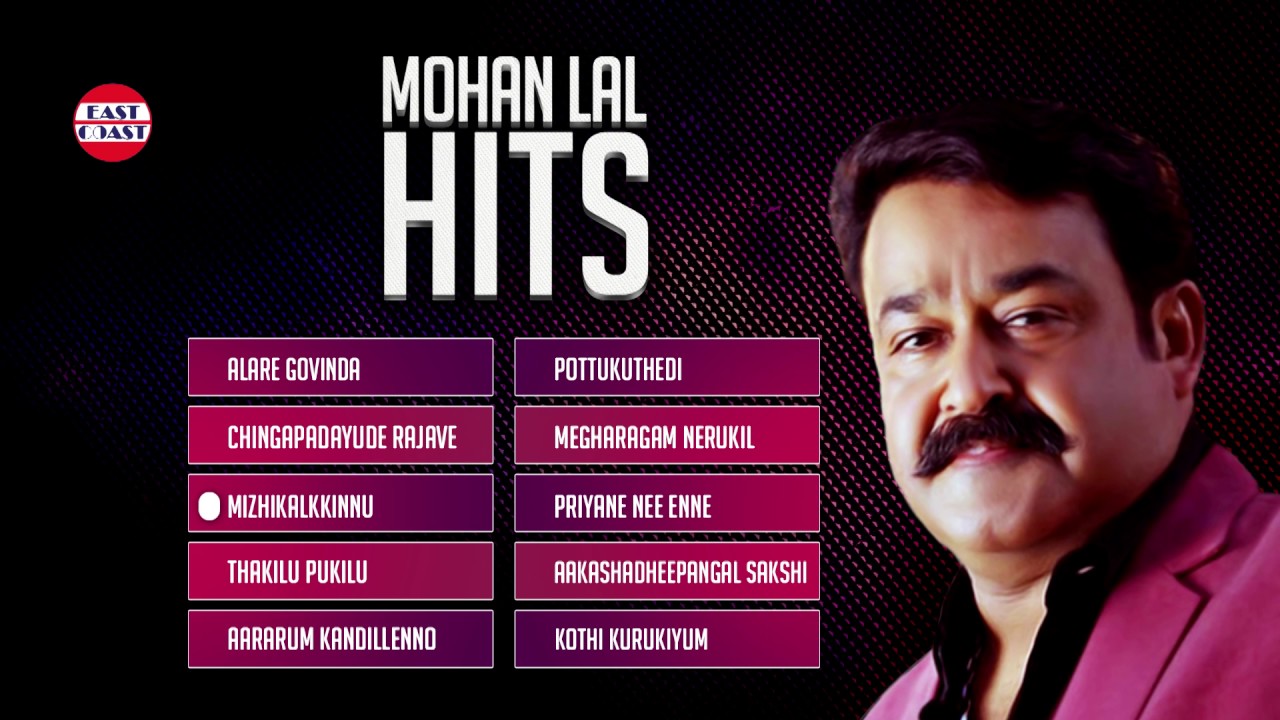 EAST
COAST
MOHAN LAL
HITS
ALARE GOVINDA
CHINGAPADAYUDE RAJAVE
MIZHIKALKKINNU
THAKILU PUKILU
AARARUM KANDILLENNO
POTTUKUTHEDI
MEGHARAGAM NERUKIL
PRIYANE NEE ENNE
AAKASHADHEEPANGAL SAKSHI
KOTHI KURUKIYUM